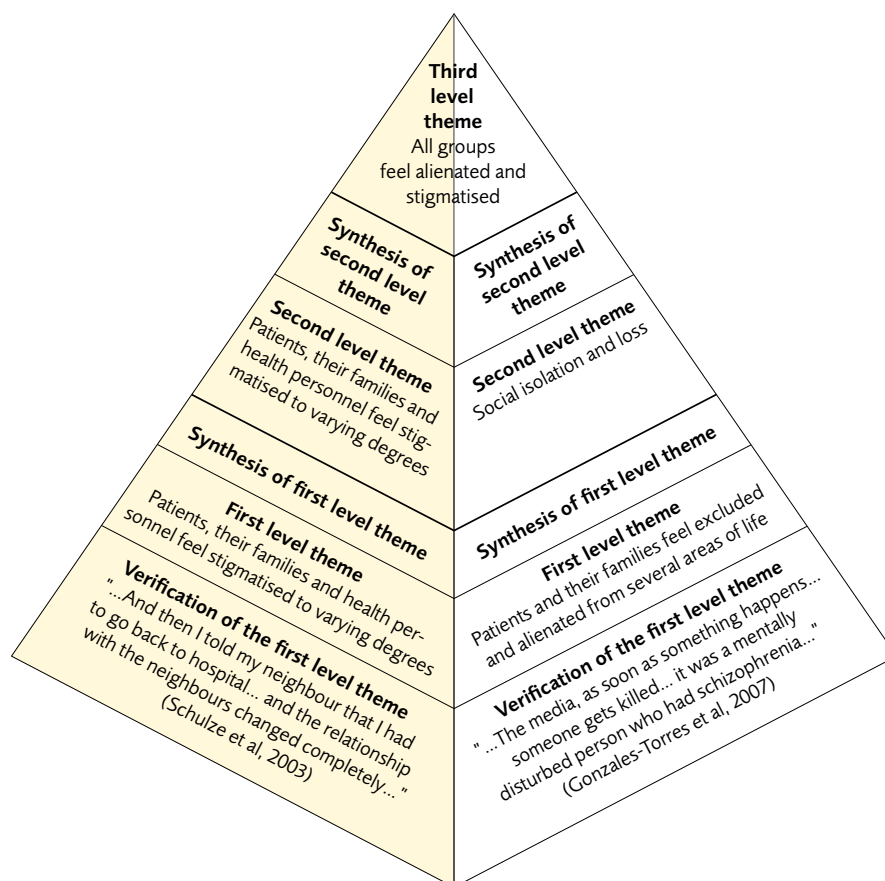 Third
level
theme
All groups
feel alienated and
stigmatised
Synthesis of
second level
theme
Second level theme
Patients, their families and
health personnel feel stig-
matised to varying degrees
Synthesis of first level theme
First level theme
Patients, their families and health per-
sonnel feel stigmatised to varying degrees
Verification of the first level theme
"...And then I told my neighbour that I had
to go back to hospital... and the relationship
with the neighbours changed completely..."
(Schulze et al, 2003)
Synthesis of
second level
theme
Second level theme
Social isolation and loss
Synthesis of first level theme
First level theme
Patients and their families feel excluded
and alienated from several areas of life
Verification of the first level theme
"...The media, as soon as something happens...
someone gets killed... it was a mentally
disturbed person who had schizophrenia..."
(Gonzales-Torres et al, 2007)